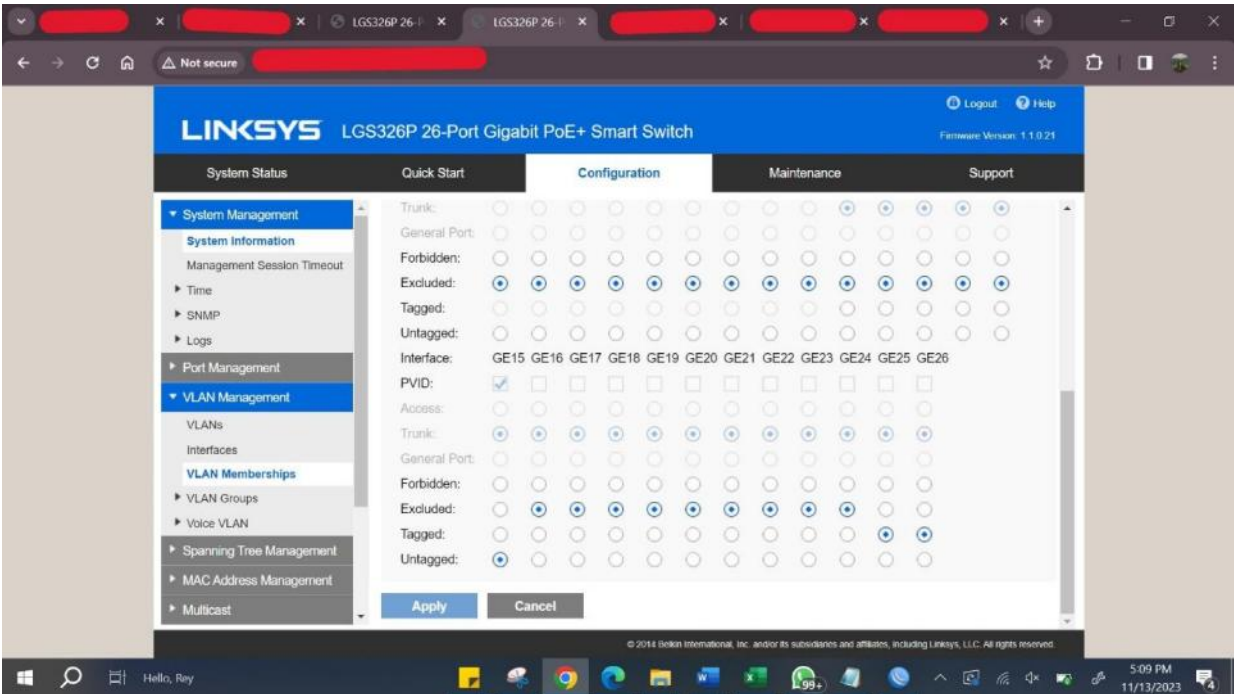 LGS326P 26-P
LGS326P 26-P
Not secure
Logout Help
LINKSYS LGS326P 26-Port Gigabit PoE+ Smart Switch
Firmware Version: 1.1.0.21
System Status Quick Start Configuration Maintenance Support
System Management
System Information
Management Session Timeout
Time
SNMP
Logs
Port Management
VLAN Management
VLANs
Interfaces
VLAN Memberships
VLAN Groups
Voice VLAN
Spanning Tree Management
MAC Address Management
Multicast
Trunk:
General Port:
Forbidden:
Excluded:
Tagged:
Untagged:
Interface: GE15 GE16 GE17 GE18 GE19 GE20 GE21 GE22 GE23 GE24 GE25 GE26
PVID:
Access:
Trunk:
General Port:
Forbidden:
Excluded:
Tagged:
Untagged:
Apply Cancel
© 2014 Belkin International, Inc. and/or its subsidiaries and affiliates, including Linksys, LLC. All rights reserved.
Hello, Rey
99+
5:09 PM
11/13/2023
4